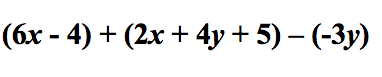 (6x - 4) + (2x + 4y + 5) – (-3y)